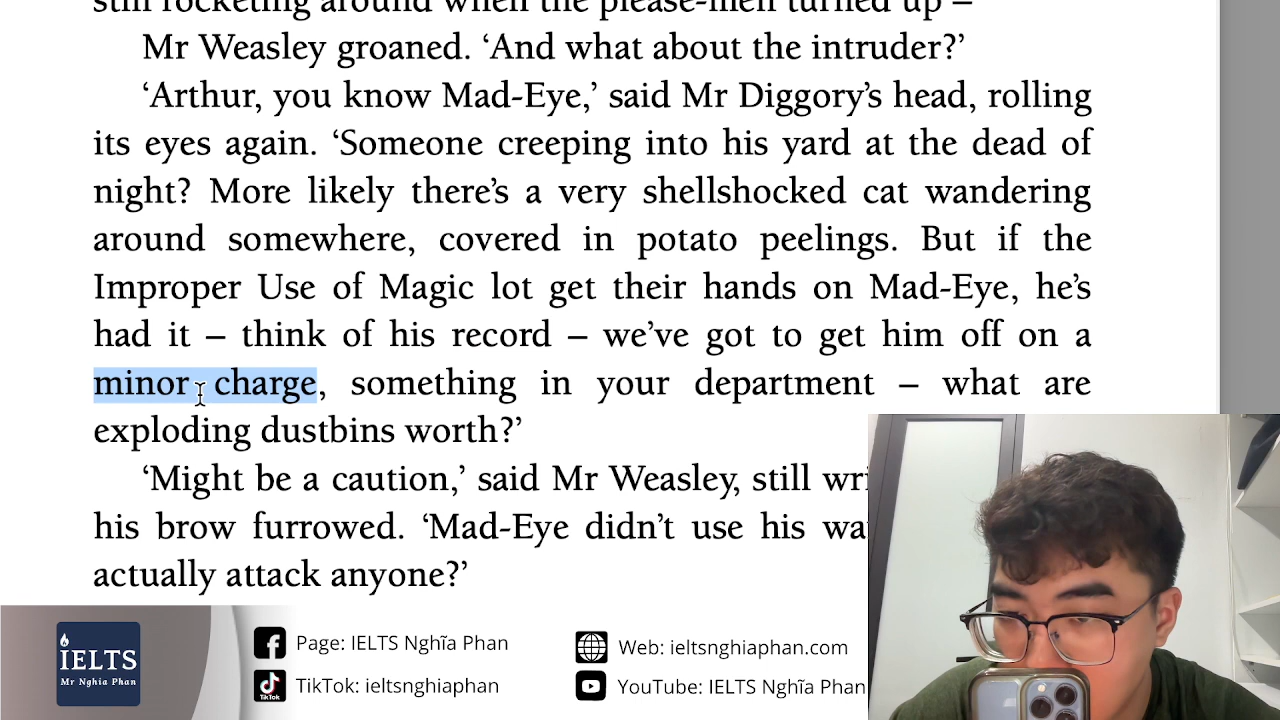 still rocketing around when the please-men turned up –
Mr Weasley groaned. ‘And what about the intruder?’
‘Arthur, you know Mad-Eye,’ said Mr Diggory’s head, rolling
its eyes again. ‘Someone creeping into his yard at the dead of
night? More likely there’s a very shellshocked cat wandering
around somewhere, covered in potato peelings. But if the
Improper Use of Magic lot get their hands on Mad-Eye, he’s
had it – think of his record – we’ve got to get him off on a
minor charge, something in your department – what are
exploding dustbins worth?’
‘Might be a caution,’ said Mr Weasley, still
his brow furrowed. ‘Mad-Eye didn’t use his
actually attack anyone?’
IELTS
Mr Nghia Phan
Page: IELTS Nghĩa Phan
TikTok
TikTok: ieltsnghiaphan
Web: ieltsnghiaphan.com
YouTube: IELTS Nghĩa Phan